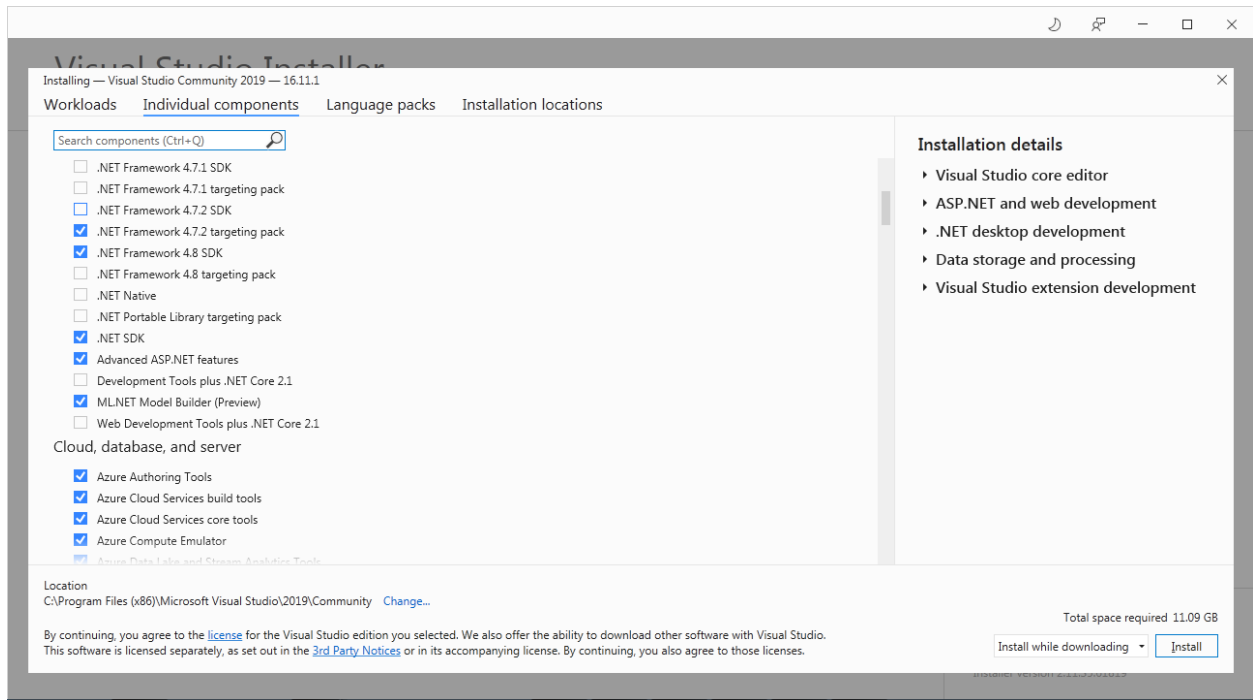 Visual Studio Installer
Installing — Visual Studio Community 2019 — 16.11.1
Workloads Individual components Language packs Installation locations
Search components (Ctrl+Q)
.NET Framework 4.7.1 SDK
.NET Framework 4.7.1 targeting pack
.NET Framework 4.7.2 SDK
.NET Framework 4.7.2 targeting pack
.NET Framework 4.8 SDK
.NET Framework 4.8 targeting pack
.NET Native
.NET Portable Library targeting pack
.NET SDK
Advanced ASP.NET features
Development Tools plus .NET Core 2.1
ML.NET Model Builder (Preview)
Web Development Tools plus .NET Core 2.1
Cloud, database, and server
Azure Authoring Tools
Azure Cloud Services build tools
Azure Cloud Services core tools
Azure Compute Emulator
Azure Data Lake and Stream Analytics Tools
Installation details
Visual Studio core editor
ASP.NET and web development
.NET desktop development
Data storage and processing
Visual Studio extension development
Location
C:\Program Files (x86)\Microsoft Visual Studio\2019\Community Change...
Total space required 11.09 GB
By continuing, you agree to the license for the Visual Studio edition you selected. We also offer the ability to download other software with Visual Studio.
This software is licensed separately, as set out in the 3rd Party Notices or in its accompanying license. By continuing, you also agree to those licenses.
Install while downloading Install
Installer version